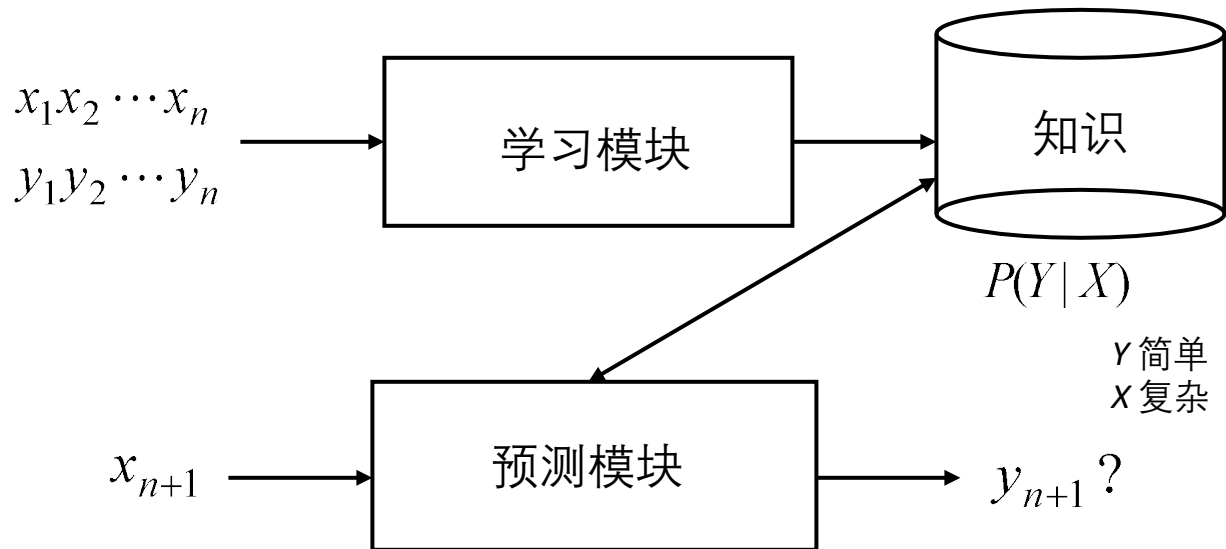 x₁x₂ ⋯ xₙ
y₁y₂ ⋯ yₙ
学习模块
知识
P(Y | X)
Y 简单
X 复杂
xₙ₊₁
预测模块
yₙ₊₁ ?